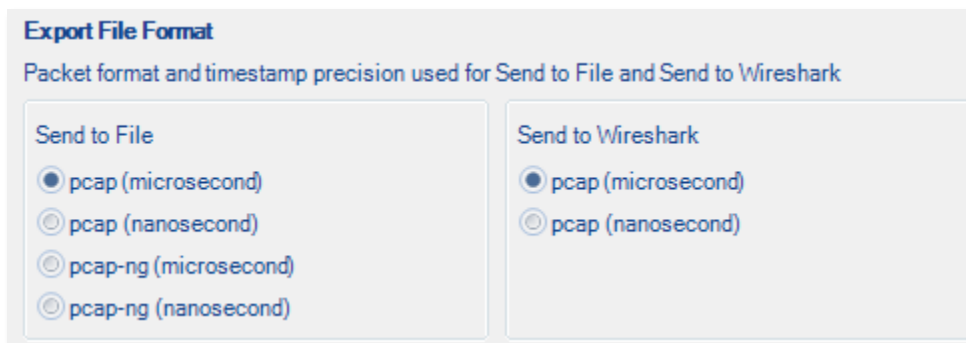 Export File Format
Packet format and timestamp precision used for Send to File and Send to Wireshark
Send to File
pcap (microsecond)
pcap (nanosecond)
pcap-ng (microsecond)
pcap-ng (nanosecond)
Send to Wireshark
pcap (microsecond)
pcap (nanosecond)